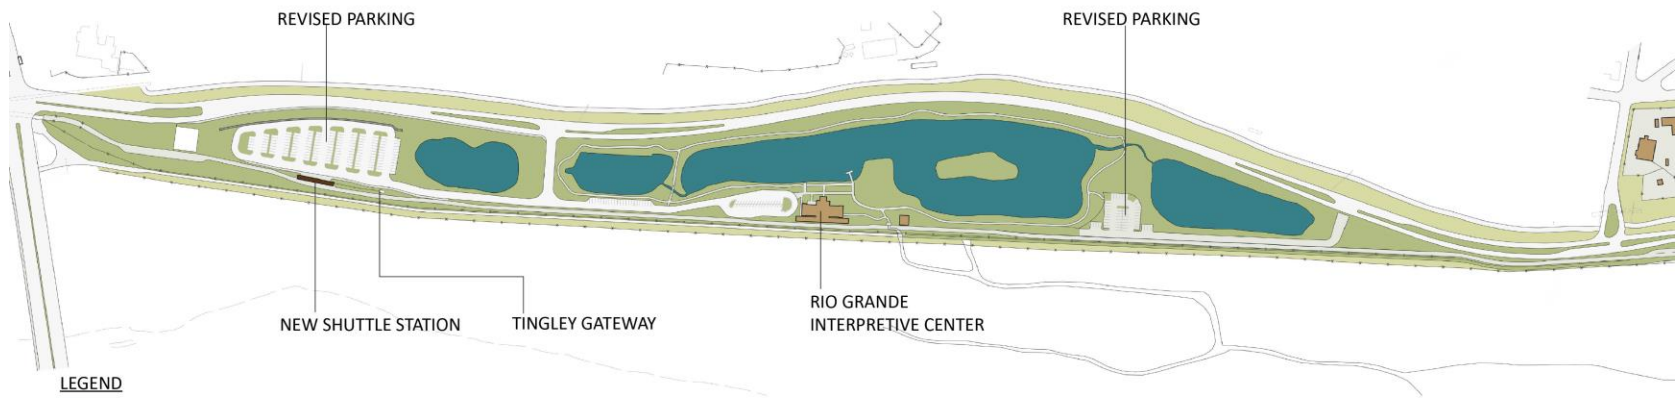 REVISED PARKING
REVISED PARKING
NEW SHUTTLE STATION
TINGLEY GATEWAY
RIO GRANDE
INTERPRETIVE CENTER
LEGEND